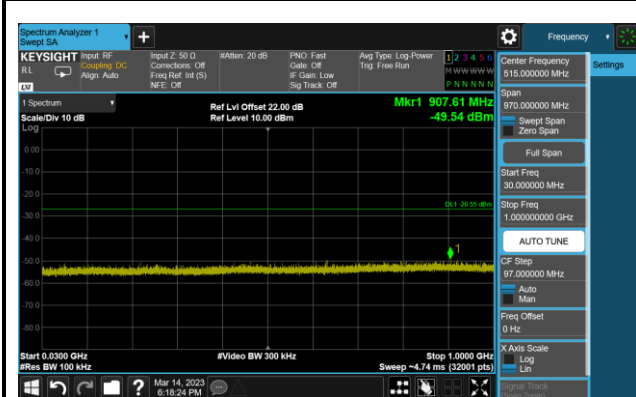 Spectrum Analyzer 1
Swept SA
+
Frequency
KEYSIGHT
R L
LXI
Input: RF
Coupling: DC
Align: Auto
Input Z: 50 Ω
Corrections: Off
Freq Ref: Int (S)
NFE: Off
#Atten: 20 dB
PNO: Fast
Gate: Off
IF Gain: Low
Sig Track: Off
Avg Type: Log-Power
Trig: Free Run
1 2 3 4 5 6
M W W W W W
P N N N N N
1 Spectrum
Scale/Div 10 dB
Log
Ref Lvl Offset 22.00 dB
Ref Level 10.00 dBm
Mkr1 907.61 MHz
-49.54 dBm
0.00
-10.0
-20.0
-30.0
-40.0
-50.0
-60.0
-70.0
-80.0
DL1 -26.55 dBm
1
Start 0.0300 GHz
#Res BW 100 kHz
#Video BW 300 kHz
Stop 1.0000 GHz
Sweep ~4.74 ms (32001 pts)
Center Frequency
515.000000 MHz
Settings
Span
970.000000 MHz
Swept Span
Zero Span
Full Span
Start Freq
30.000000 MHz
Stop Freq
1.000000000 GHz
AUTO TUNE
CF Step
97.000000 MHz
Auto
Man
Freq Offset
0 Hz
X Axis Scale
Log
Lin
Signal Track
(Span Zoom)
?
Mar 14, 2023
6:18:24 PM